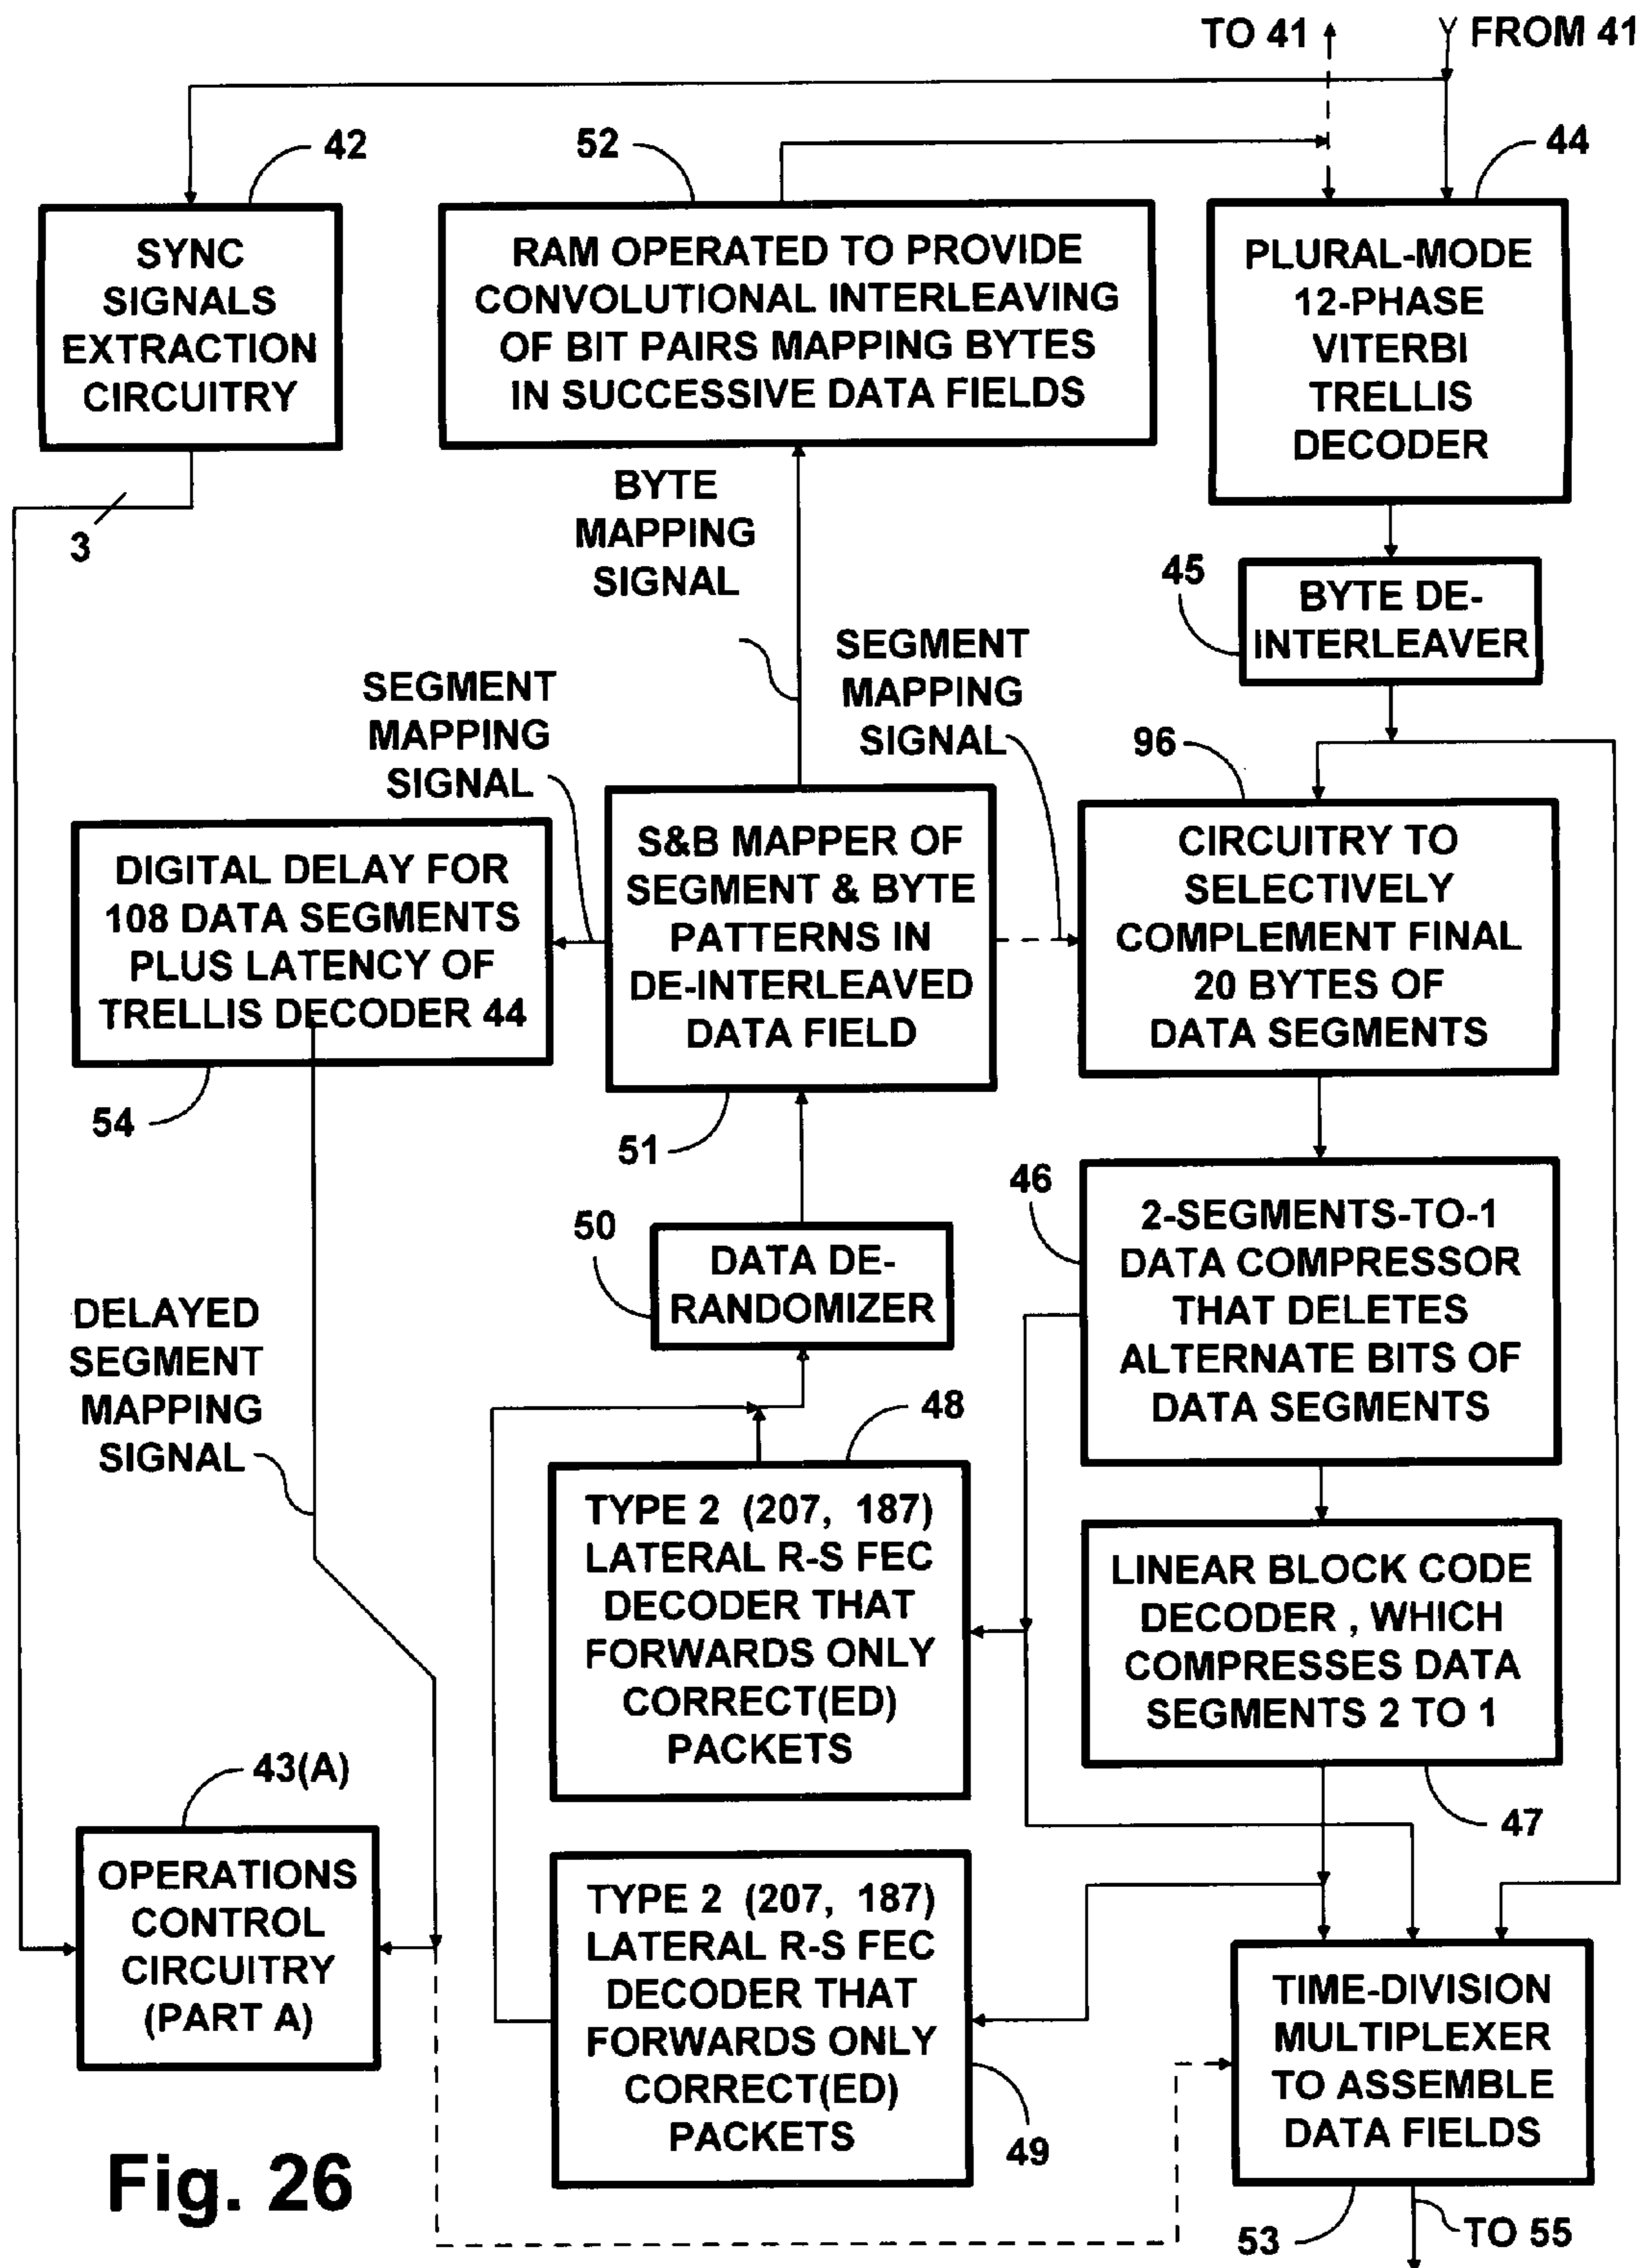 TO 41
FROM 41
42
52
44
SYNC
SIGNALS
EXTRACTION
CIRCUITRY
RAM OPERATED TO PROVIDE
CONVOLUTIONAL INTERLEAVING
OF BIT PAIRS MAPPING BYTES
IN SUCCESSIVE DATA FIELDS
PLURAL-MODE
12-PHASE
VITERBI
TRELLIS
DECODER
3
BYTE
MAPPING
SIGNAL
45
BYTE DE-
INTERLEAVER
SEGMENT
MAPPING
SIGNAL
SEGMENT
MAPPING
SIGNAL
96
DIGITAL DELAY FOR
108 DATA SEGMENTS
PLUS LATENCY OF
TRELLIS DECODER 44
S&B MAPPER OF
SEGMENT & BYTE
PATTERNS IN
DE-INTERLEAVED
DATA FIELD
CIRCUITRY TO
SELECTIVELY
COMPLEMENT FINAL
20 BYTES OF
DATA SEGMENTS
54
51
46
2-SEGMENTS-TO-1
DATA COMPRESSOR
THAT DELETES
ALTERNATE BITS OF
DATA SEGMENTS
50
DATA DE-
RANDOMIZER
DELAYED
SEGMENT
MAPPING
SIGNAL
48
TYPE 2 (207, 187)
LATERAL R-S FEC
DECODER THAT
FORWARDS ONLY
CORRECT(ED)
PACKETS
LINEAR BLOCK CODE
DECODER , WHICH
COMPRESSES DATA
SEGMENTS 2 TO 1
43(A)
47
OPERATIONS
CONTROL
CIRCUITRY
(PART A)
TYPE 2 (207, 187)
LATERAL R-S FEC
DECODER THAT
FORWARDS ONLY
CORRECT(ED)
PACKETS
49
TIME-DIVISION
MULTIPLEXER
TO ASSEMBLE
DATA FIELDS
Fig. 26
53
TO 55